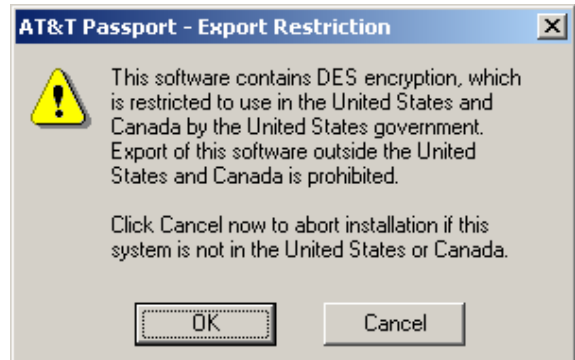 AT&T Passport - Export Restriction
This software contains DES encryption, which
is restricted to use in the United States and
Canada by the United States government.
Export of this software outside the United
States and Canada is prohibited.
Click Cancel now to abort installation if this
system is not in the United States or Canada.
OK Cancel